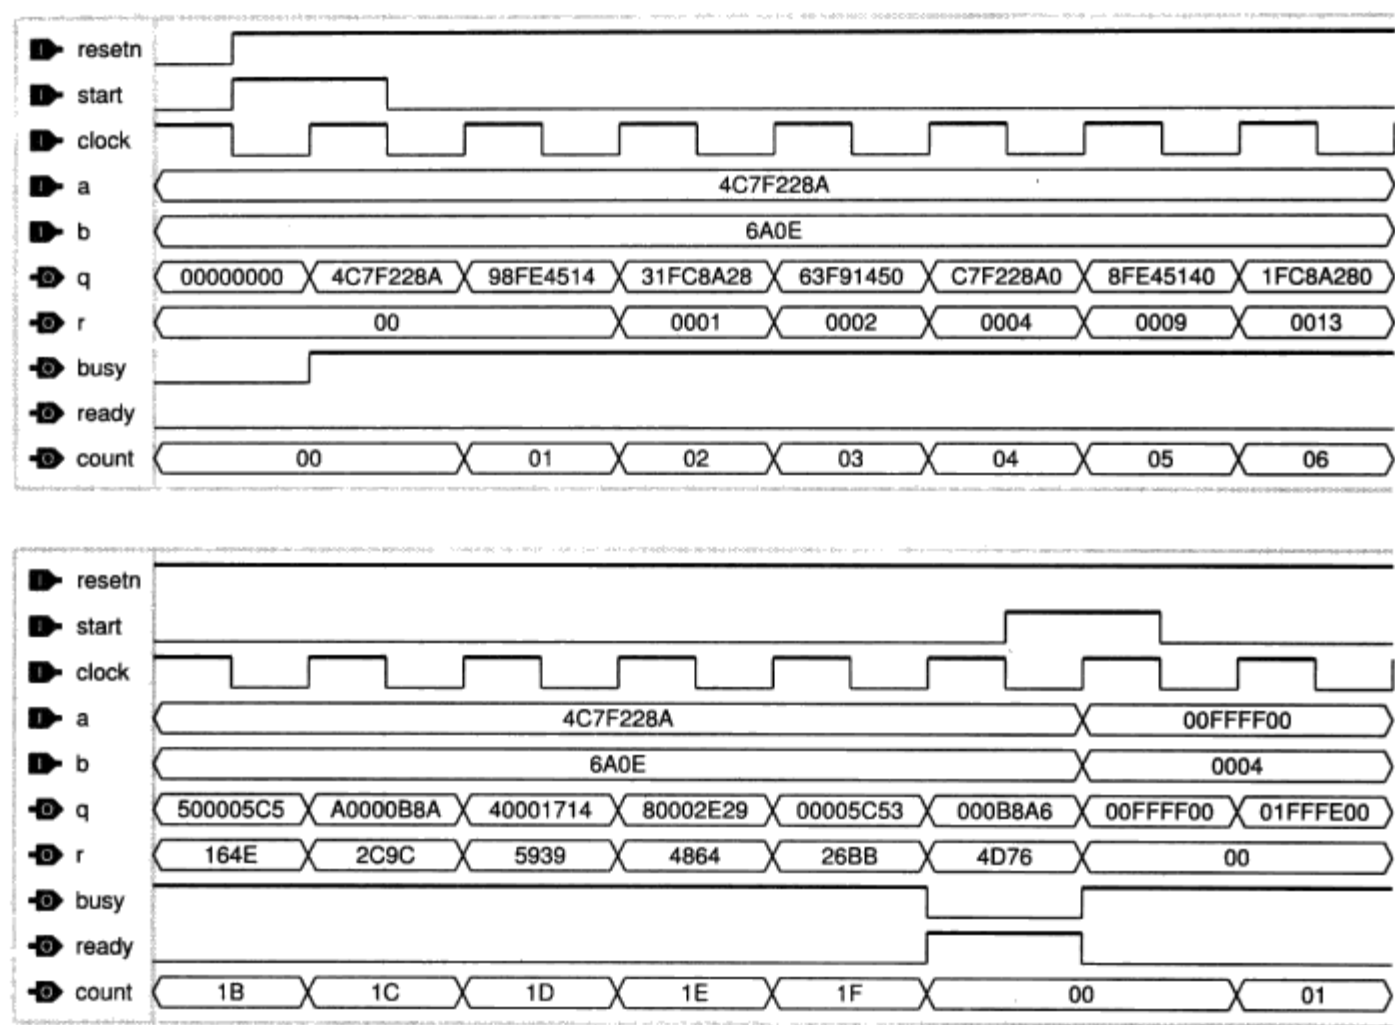 resetn
start
clock
a 4C7F228A
b 6A0E
q 00000000 4C7F228A 98FE4514 31FC8A28 63F91450 C7F228A0 8FE45140 1FC8A280
r 00 0001 0002 0004 0009 0013
busy
ready
count 00 01 02 03 04 05 06
resetn
start
clock
a 4C7F228A 00FFFF00
b 6A0E 0004
q 500005C5 A0000B8A 40001714 80002E29 00005C53 000B8A6 00FFFF00 01FFFE00
r 164E 2C9C 5939 4864 26BB 4D76 00
busy
ready
count 1B 1C 1D 1E 1F 00 01